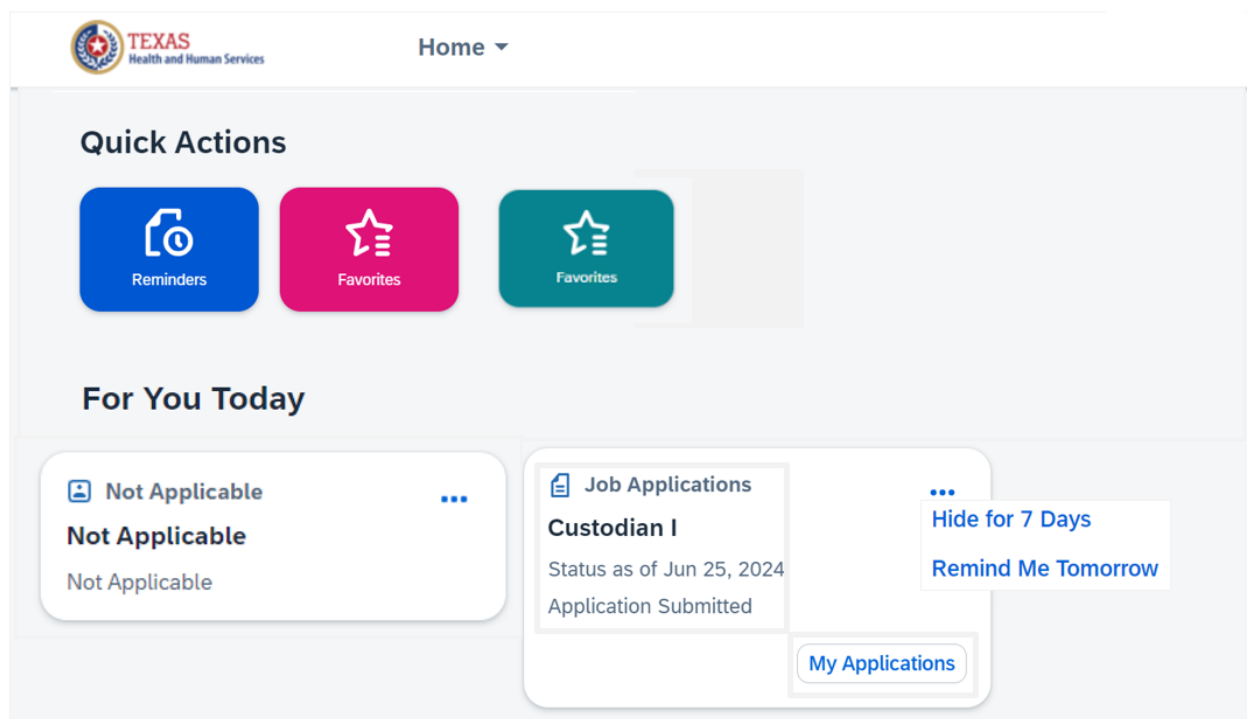 TEXAS
Health and Human Services
Home
Quick Actions
Reminders
Favorites
Favorites
For You Today
Not Applicable
Not Applicable
Not Applicable
Job Applications
Custodian I
Status as of Jun 25, 2024
Application Submitted
Hide for 7 Days
Remind Me Tomorrow
My Applications